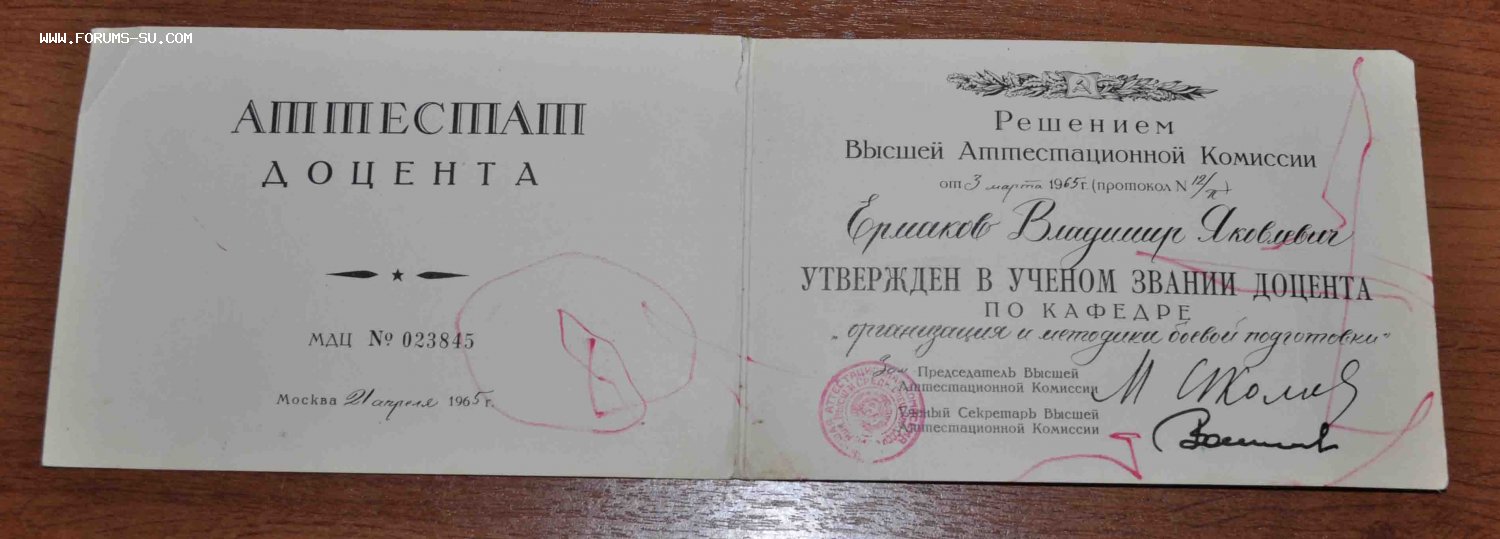 www.forums-su.com
АТТЕСТАТ
ДОЦЕНТА
МДЦ № 023845
Москва 21 апреля 1965 г.
Решением
Высшей Аттестационной Комиссии
от 3 марта 1965 г. (протокол N 12/п)
Ермаков Владимир Яковлевич
УТВЕРЖДЕН В УЧЕНОМ ЗВАНИИ ДОЦЕНТА
ПО КАФЕДРЕ
„организация и методики боевой подготовки"
Зам Председатель Высшей
Аттестационной Комиссии
Ученый Секретарь Высшей
Аттестационной Комиссии